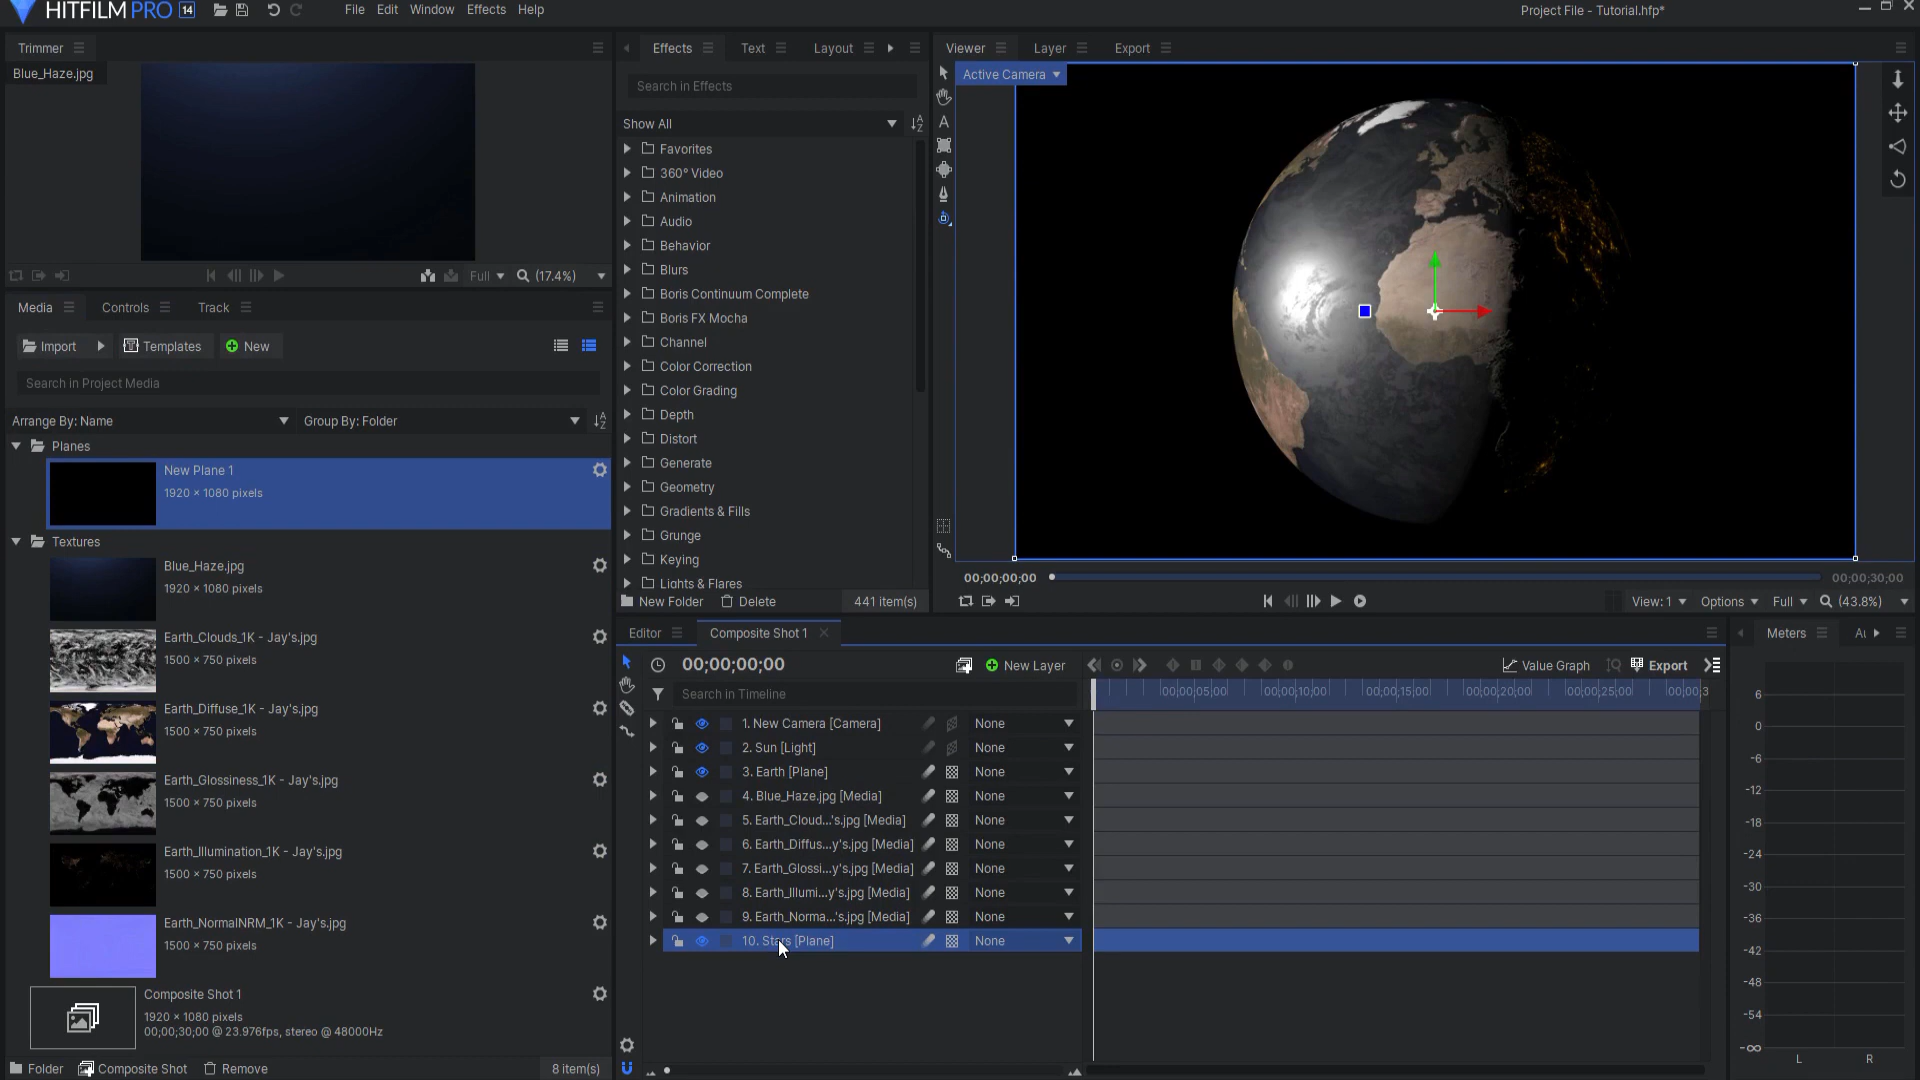 HITFILM PRO 14
File Edit Window Effects Help
Project File - Tutorial.hfp*
Trimmer
Blue_Haze.jpg
Full (17.4%)
Media Controls Track
Import Templates New
Search in Project Media
Arrange By: Name Group By: Folder
Planes
New Plane 1
1920 × 1080 pixels
Textures
Blue_Haze.jpg
1920 × 1080 pixels
Earth_Clouds_1K - Jay's.jpg
1500 × 750 pixels
Earth_Diffuse_1K - Jay's.jpg
1500 × 750 pixels
Earth_Glossiness_1K - Jay's.jpg
1500 × 750 pixels
Earth_Illumination_1K - Jay's.jpg
1500 × 750 pixels
Earth_NormalNRM_1K - Jay's.jpg
1500 × 750 pixels
Composite Shot 1
1920 × 1080 pixels
00;00;30;00 @ 23.976fps, stereo @ 48000Hz
Folder Composite Shot Remove 8 item(s)
Effects Text Layout
Search in Effects
Show All
Favorites
360° Video
Animation
Audio
Behavior
Blurs
Boris Continuum Complete
Boris FX Mocha
Channel
Color Correction
Color Grading
Depth
Distort
Generate
Geometry
Gradients & Fills
Grunge
Keying
Lights & Flares
New Folder Delete 441 item(s)
Viewer Layer Export
Active Camera
00;00;00;00 00;00;30;00
View: 1 Options Full (43.8%)
Editor Composite Shot 1
00;00;00;00 New Layer Value Graph Export
Search in Timeline
00;00;05;00 00;00;10;00 00;00;15;00 00;00;20;00 00;00;25;00 00;00;3
1. New Camera [Camera] None
2. Sun [Light] None
3. Earth [Plane] None
4. Blue_Haze.jpg [Media] None
5. Earth_Cloud...'s.jpg [Media] None
6. Earth_Diffus...y's.jpg [Media] None
7. Earth_Glossi...y's.jpg [Media] None
8. Earth_Illumi...y's.jpg [Media] None
9. Earth_Norma...'s.jpg [Media] None
10. Stars [Plane] None
Meters Au
6
0
-6
-12
-18
-24
-30
-36
-42
-48
-54
-∞
L R